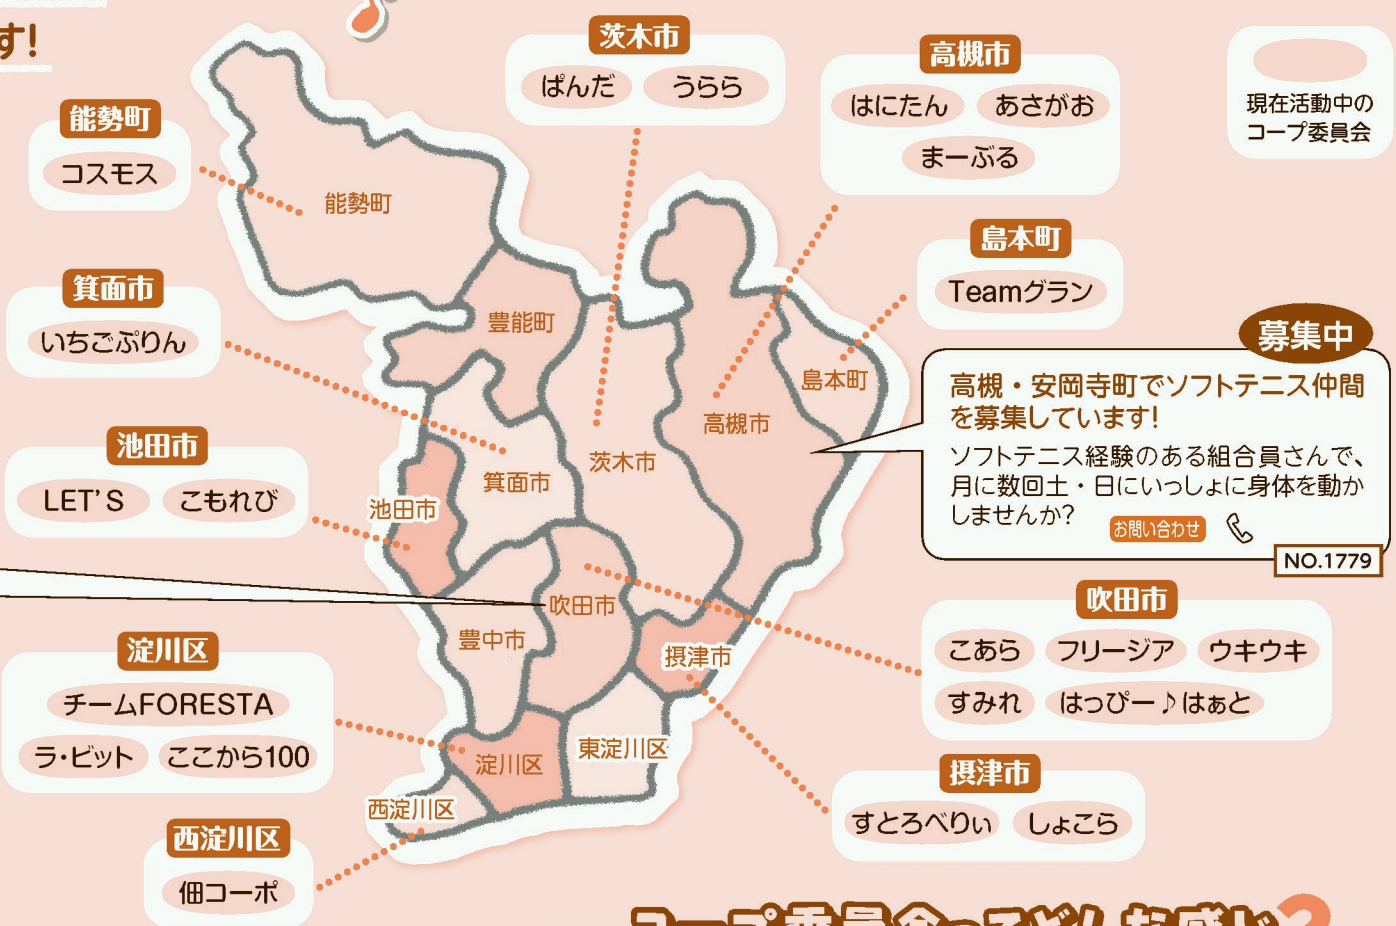 す!
能勢町
コスモス
箕面市
いちごぷりん
池田市
LET'S こもれび
淀川区
チームFORESTA
ラ・ビット ここから100
西淀川区
佃コーポ
茨木市
ぱんだ うらら
高槻市
はにたん あさがお
まーぶる
島本町
Teamグラン
現在活動中の
コープ委員会
募集中
高槻・安岡寺町でソフトテニス仲間
を募集しています!
ソフトテニス経験のある組合員さんで、
月に数回土・日にいっしょに身体を動か
しませんか?
お問い合わせ
NO.1779
吹田市
こあら フリージア ウキウキ
すみれ はっぴー♪はぁと
摂津市
すとろべりぃ しょこら
能勢町
豊能町
島本町
高槻市
茨木市
箕面市
池田市
吹田市
豊中市
摂津市
東淀川区
淀川区
西淀川区
コープ委員会ってどんな感じ?